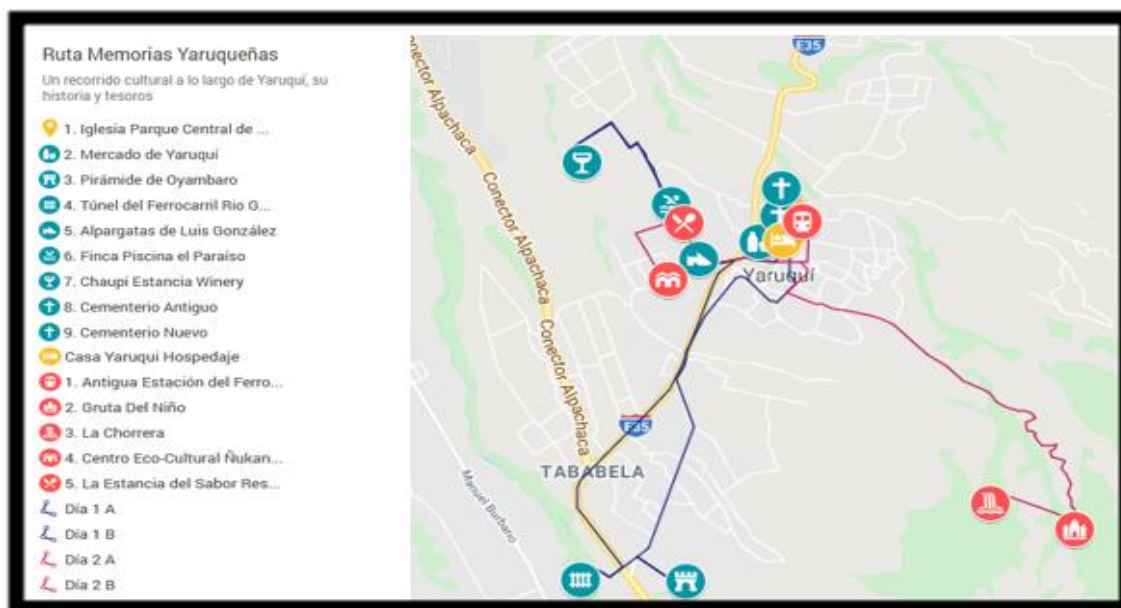 Ruta Memorias Yaruqueñas
Un recorrido cultural a lo largo de Yaruquí, su
historia y tesoros
1. Iglesia Parque Central de ...
2. Mercado de Yaruquí
3. Pirámide de Oyambaro
4. Túnel del Ferrocarril Rio G...
5. Alpargatas de Luis González
6. Finca Piscina el Paraíso
7. Chaupi Estancia Winery
8. Cementerio Antiguo
9. Cementerio Nuevo
Casa Yaruqui Hospedaje
1. Antigua Estación del Ferro...
2. Gruta Del Niño
3. La Chorrera
4. Centro Eco-Cultural Ñukan...
5. La Estancia del Sabor Res...
Día 1 A
Día 1 B
Día 2 A
Día 2 B
Conector Alpachaca
Conector Alpachaca
Conector Alpachaca
Conector Alpachaca
E35
Yaruquí
E35
TABABELA
Manuel Burbano